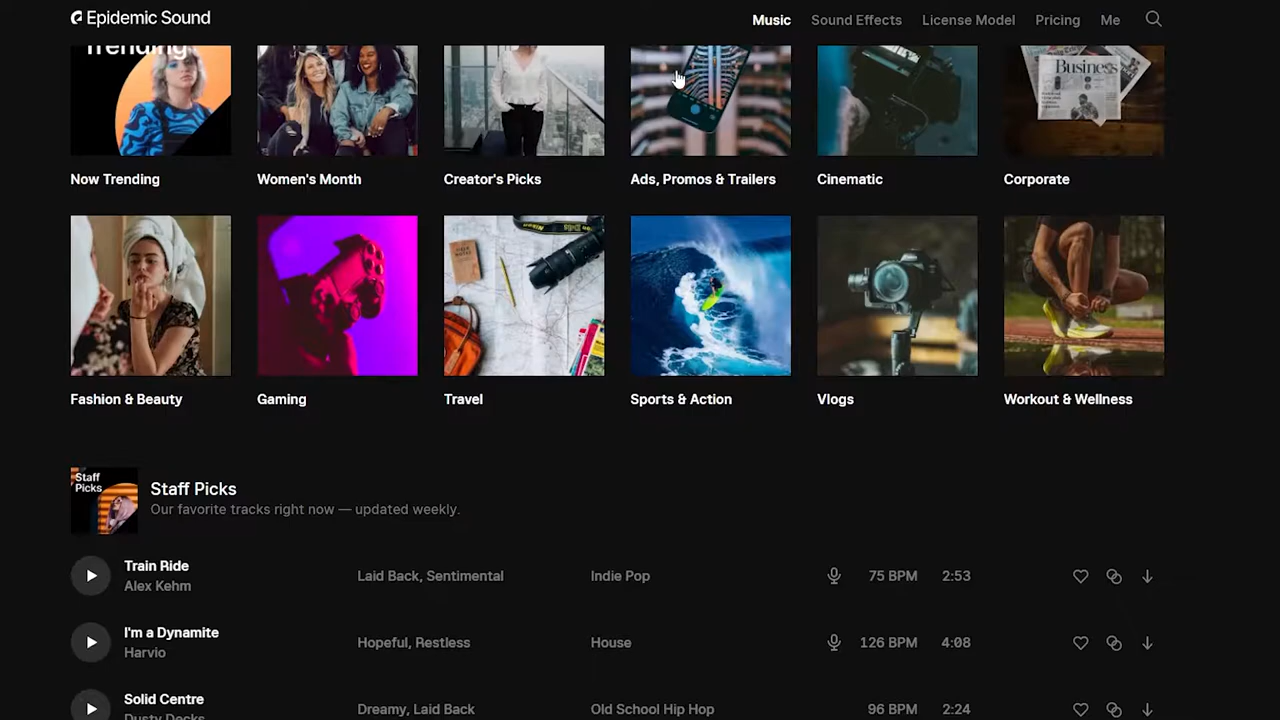 Epidemic Sound
Music Sound Effects License Model Pricing Me
Trending
Business
Now Trending Women's Month Creator's Picks Ads, Promos & Trailers Cinematic Corporate
Fashion & Beauty Gaming Travel Sports & Action Vlogs Workout & Wellness
Staff
Picks
Staff Picks
Our favorite tracks right now — updated weekly.
Train Ride
Alex Kehm
Laid Back, Sentimental Indie Pop 75 BPM 2:53
I'm a Dynamite
Harvio
Hopeful, Restless House 126 BPM 4:08
Solid Centre
Dusty Decks
Dreamy, Laid Back Old School Hip Hop 96 BPM 2:24